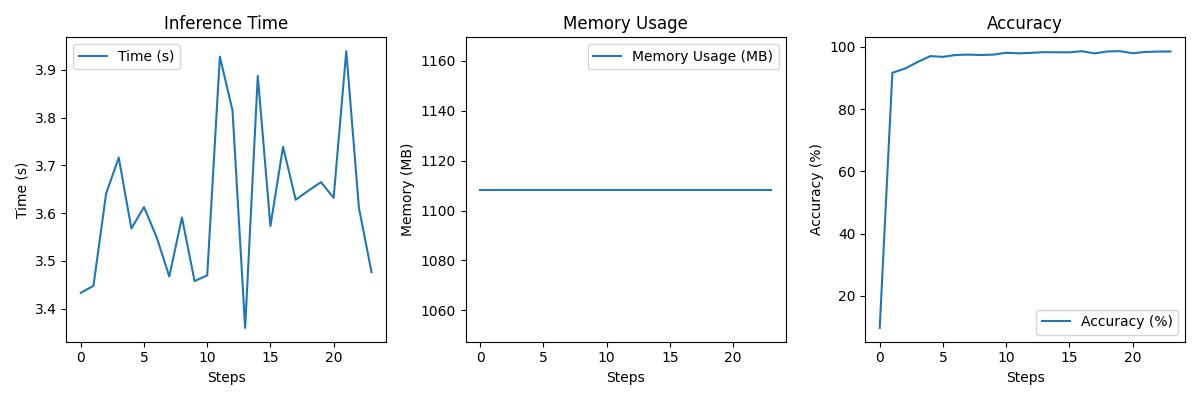 Inference Time
Time (s)
Time (s)
3.9
3.8
3.7
3.6
3.5
3.4
0 5 10 15 20
Steps
Memory Usage
Memory Usage (MB)
Memory (MB)
1160
1140
1120
1100
1080
1060
0 5 10 15 20
Steps
Accuracy
Accuracy (%)
100
80
60
40
20
Accuracy (%)
0 5 10 15 20
Steps